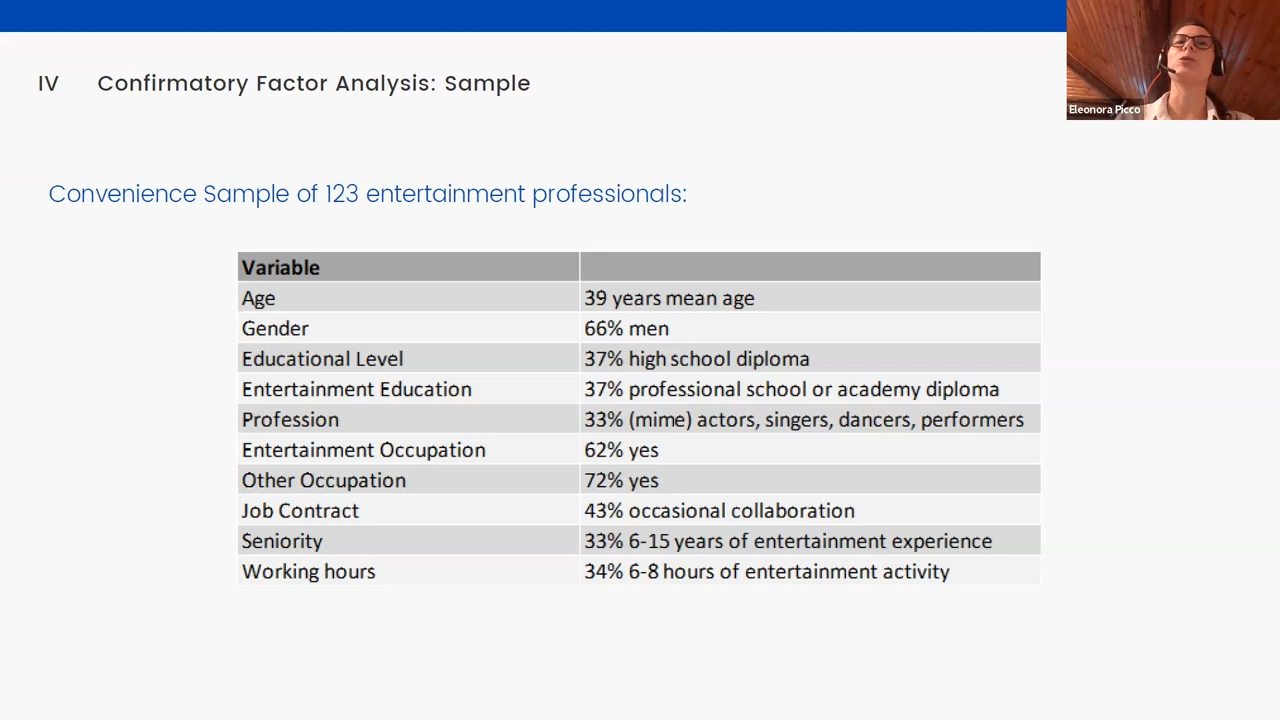 IV Confirmatory Factor Analysis: Sample
Eleonora Picco
Convenience Sample of 123 entertainment professionals:
Variable
Age 39 years mean age
Gender 66% men
Educational Level 37% high school diploma
Entertainment Education 37% professional school or academy diploma
Profession 33% (mime) actors, singers, dancers, performers
Entertainment Occupation 62% yes
Other Occupation 72% yes
Job Contract 43% occasional collaboration
Seniority 33% 6-15 years of entertainment experience
Working hours 34% 6-8 hours of entertainment activity